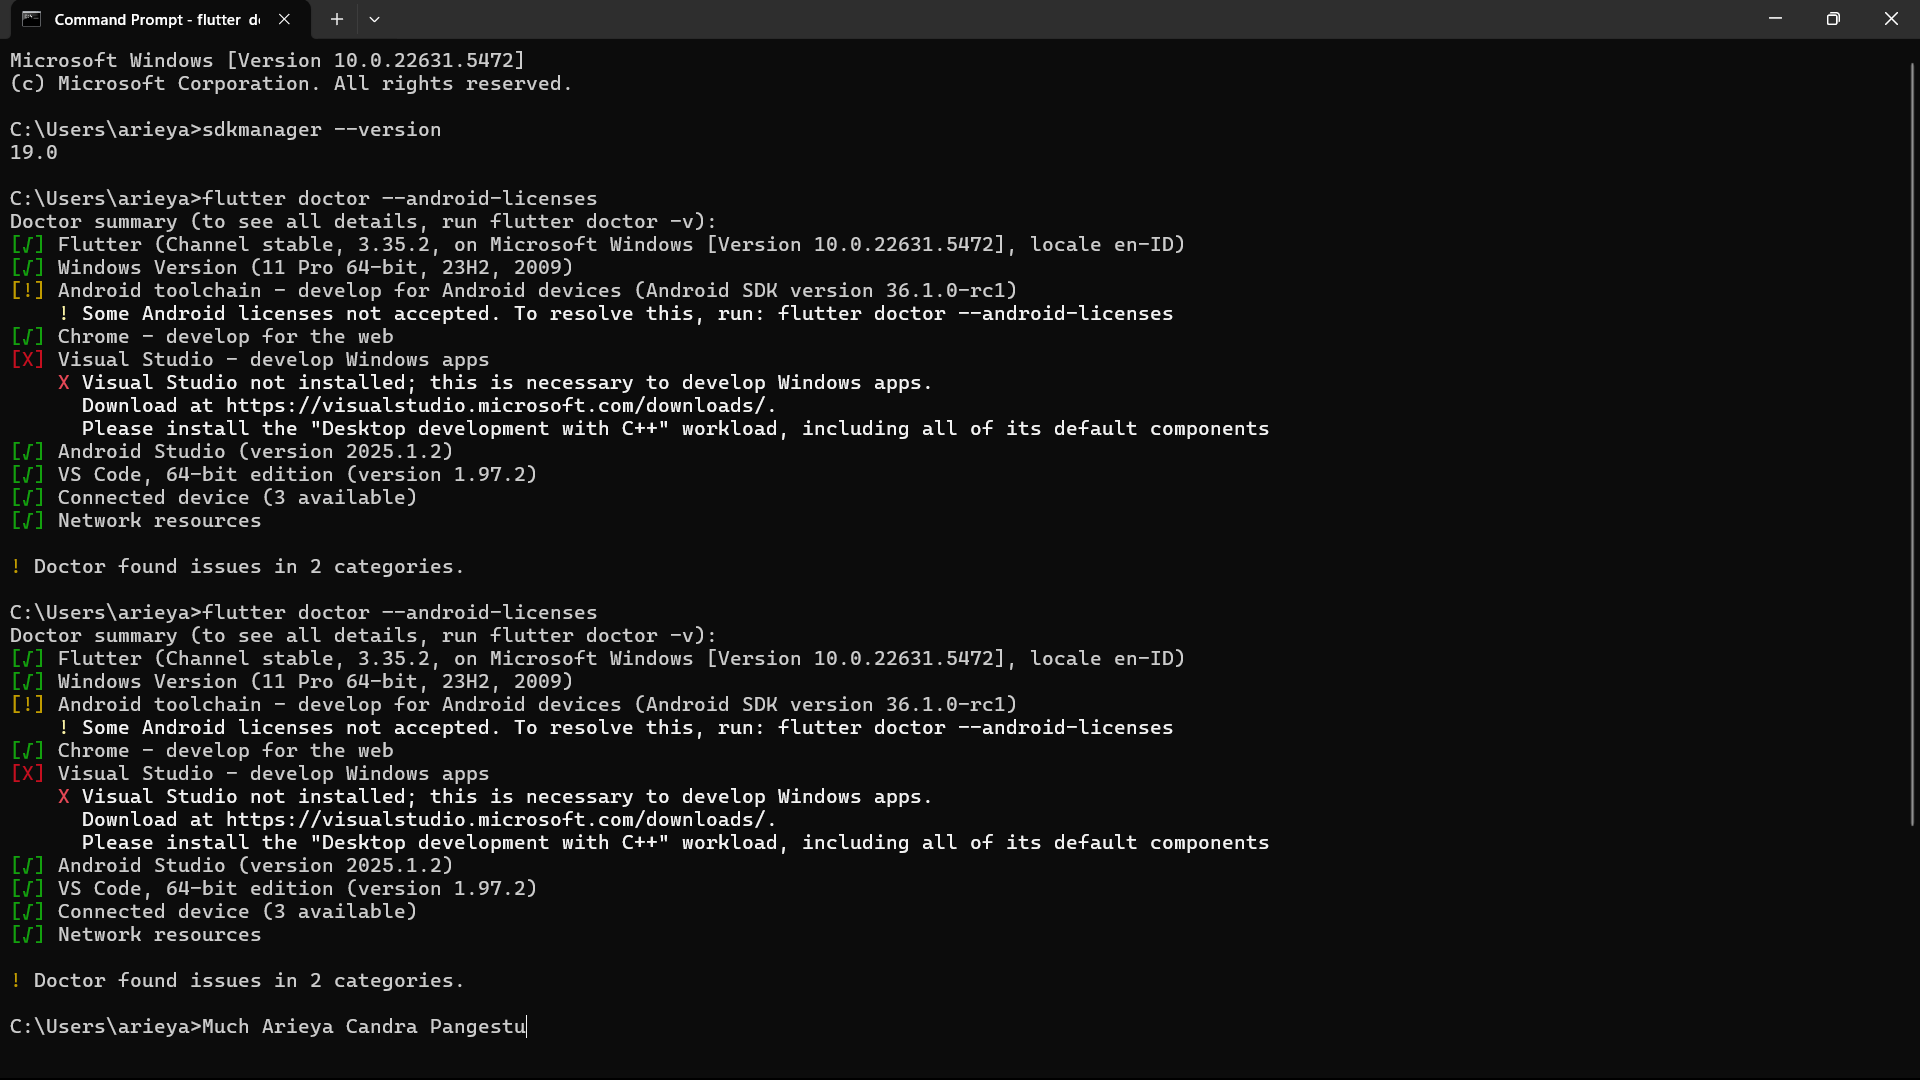 Command Prompt - flutter d
Microsoft Windows [Version 10.0.22631.5472]
(c) Microsoft Corporation. All rights reserved.
C:\Users\arieya>sdkmanager --version
19.0
C:\Users\arieya>flutter doctor --android-licenses
Doctor summary (to see all details, run flutter doctor -v):
[√] Flutter (Channel stable, 3.35.2, on Microsoft Windows [Version 10.0.22631.5472], locale en-ID)
[√] Windows Version (11 Pro 64-bit, 23H2, 2009)
[!] Android toolchain - develop for Android devices (Android SDK version 36.1.0-rc1)
! Some Android licenses not accepted. To resolve this, run: flutter doctor --android-licenses
[√] Chrome - develop for the web
[X] Visual Studio - develop Windows apps
X Visual Studio not installed; this is necessary to develop Windows apps.
Download at https://visualstudio.microsoft.com/downloads/.
Please install the "Desktop development with C++" workload, including all of its default components
[√] Android Studio (version 2025.1.2)
[√] VS Code, 64-bit edition (version 1.97.2)
[√] Connected device (3 available)
[√] Network resources
! Doctor found issues in 2 categories.
C:\Users\arieya>flutter doctor --android-licenses
Doctor summary (to see all details, run flutter doctor -v):
[√] Flutter (Channel stable, 3.35.2, on Microsoft Windows [Version 10.0.22631.5472], locale en-ID)
[√] Windows Version (11 Pro 64-bit, 23H2, 2009)
[!] Android toolchain - develop for Android devices (Android SDK version 36.1.0-rc1)
! Some Android licenses not accepted. To resolve this, run: flutter doctor --android-licenses
[√] Chrome - develop for the web
[X] Visual Studio - develop Windows apps
X Visual Studio not installed; this is necessary to develop Windows apps.
Download at https://visualstudio.microsoft.com/downloads/.
Please install the "Desktop development with C++" workload, including all of its default components
[√] Android Studio (version 2025.1.2)
[√] VS Code, 64-bit edition (version 1.97.2)
[√] Connected device (3 available)
[√] Network resources
! Doctor found issues in 2 categories.
C:\Users\arieya>Much Arieya Candra Pangestu